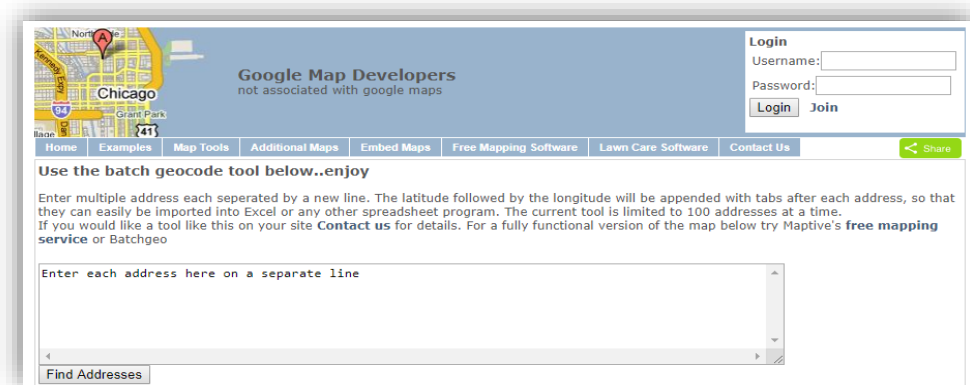 North Side
A
Kennedy Expy
Chicago
94
Grant Park
41
Google Map Developers
not associated with google maps
Login
Username:
Password:
Login Join
Home Examples Map Tools Additional Maps Embed Maps Free Mapping Software Lawn Care Software Contact Us Share
Use the batch geocode tool below..enjoy
Enter multiple address each seperated by a new line. The latitude followed by the longitude will be appended with tabs after each address, so that
they can easily be imported into Excel or any other spreadsheet program. The current tool is limited to 100 addresses at a time.
If you would like a tool like this on your site Contact us for details. For a fully functional version of the map below try Maptive's free mapping
service or Batchgeo
Enter each address here on a separate line
Find Addresses